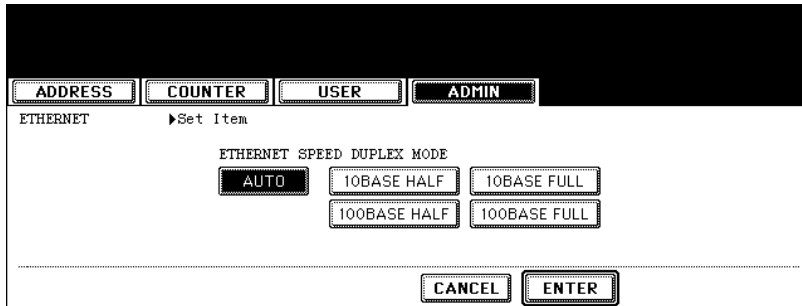 ADDRESS COUNTER USER ADMIN
ETHERNET ▶Set Item
ETHERNET SPEED DUPLEX MODE
AUTO 10BASE HALF 10BASE FULL
100BASE HALF 100BASE FULL
CANCEL ENTER